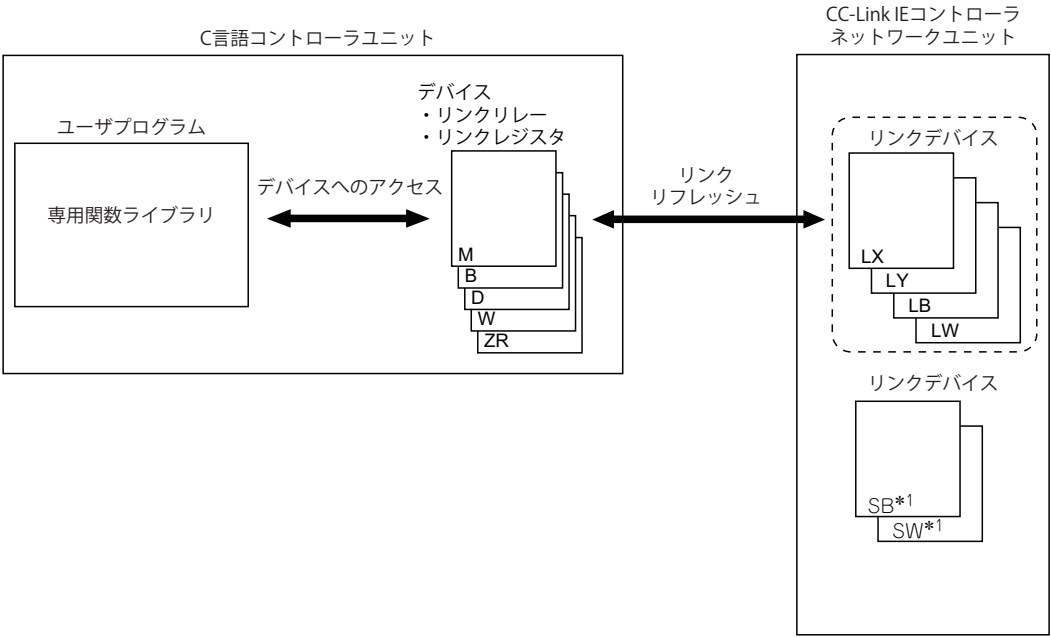 C言語コントローラユニット
ユーザプログラム
専用関数ライブラリ
デバイスへのアクセス
デバイス
・リンクリレー
・リンクレジスタ
M
B
D
W
ZR
リンク
リフレッシュ
CC-Link IEコントローラ
ネットワークユニット
リンクデバイス
LX
LY
LB
LW
リンクデバイス
SB*1
SW*1